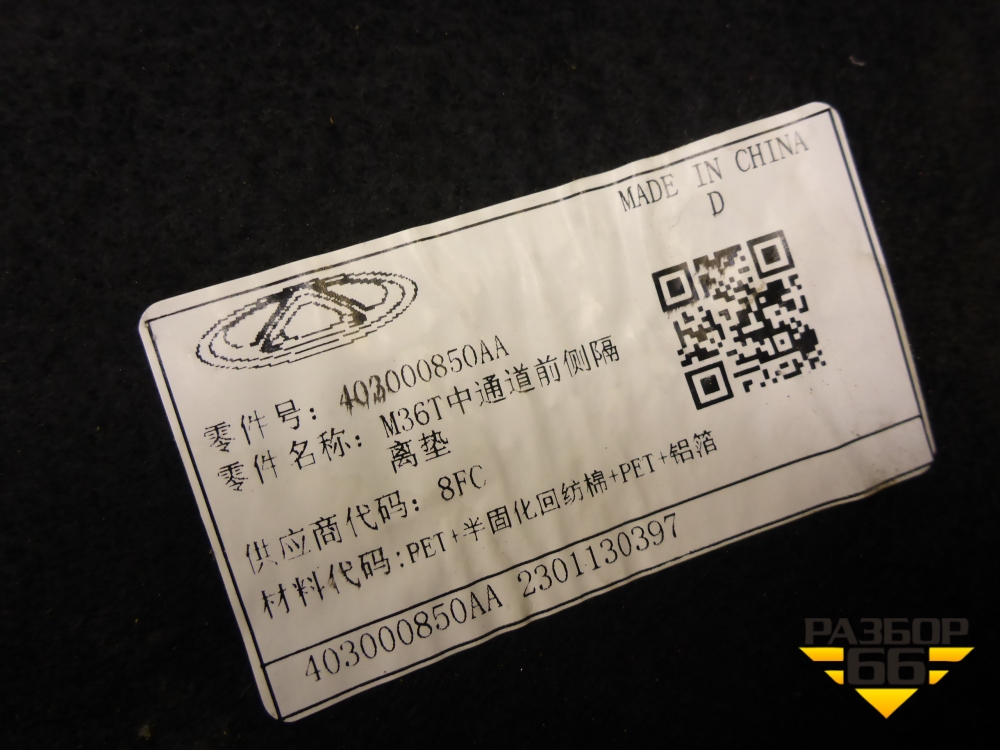 MADE IN CHINA
D
零件号: 403000850AA
零件名称: M36T中通道前侧隔
离垫
供应商代码: 8FC
材料代码:PET+半固化回纺棉+PET+铝箔
403000850AA 2301130397
РАЗБОР
66